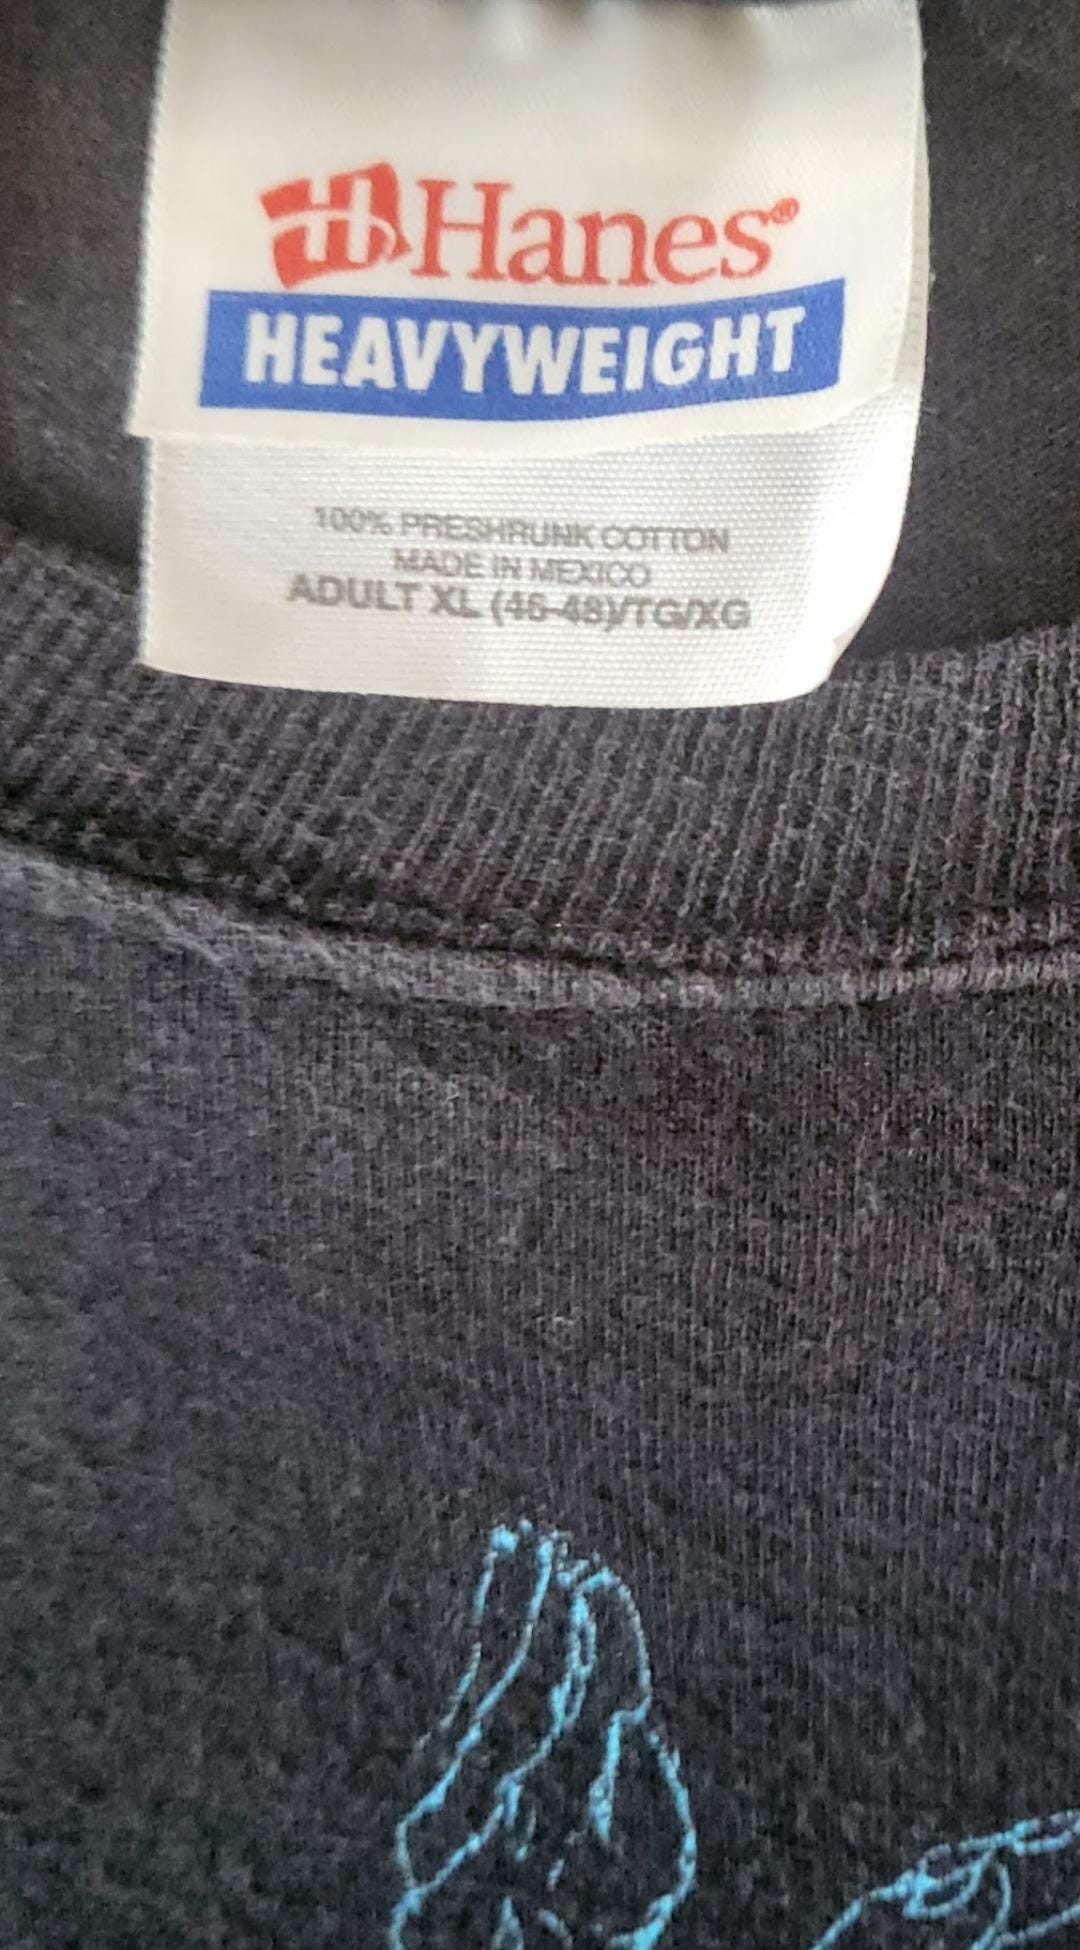 Hanes®
HEAVYWEIGHT
100% PRESHRUNK COTTON
MADE IN MEXICO
ADULT XL (46-48)/TG/XG